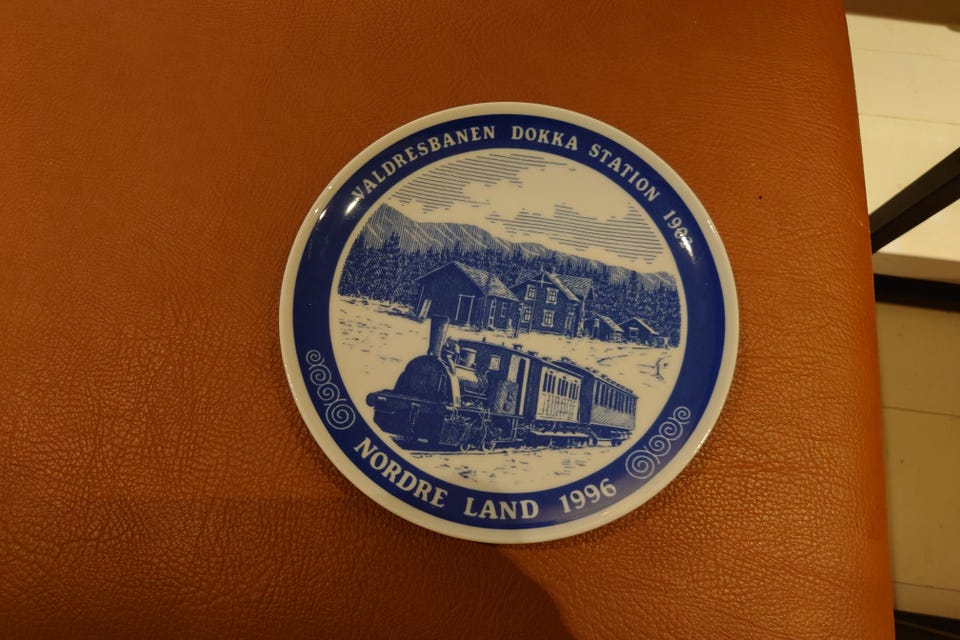 VALDRESBANEN DOKKA STATION
NORDRE LAND 1996